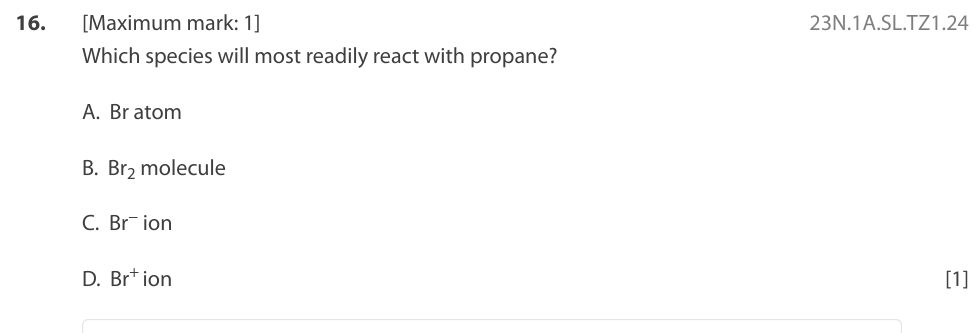 16. [Maximum mark: 1] 23N.1A.SL.TZ1.24
Which species will most readily react with propane?
A. Br atom
B. Br₂ molecule
C. Br⁻ ion
D. Br⁺ ion [1]